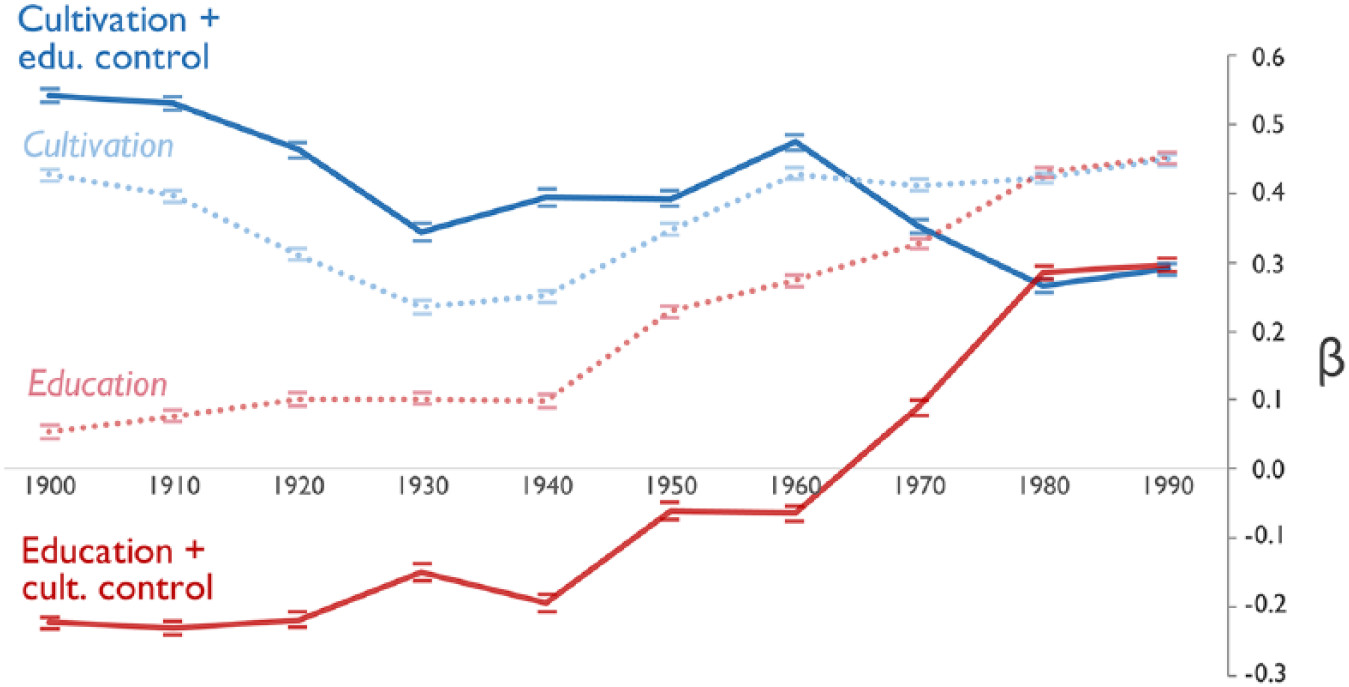 Cultivation +
edu. control
Cultivation
Education
Education +
cult. control
1900 1910 1920 1930 1940 1950 1960 1970 1980 1990
0.6
0.5
0.4
0.3
0.2
0.1
0.0
-0.1
-0.2
-0.3
β